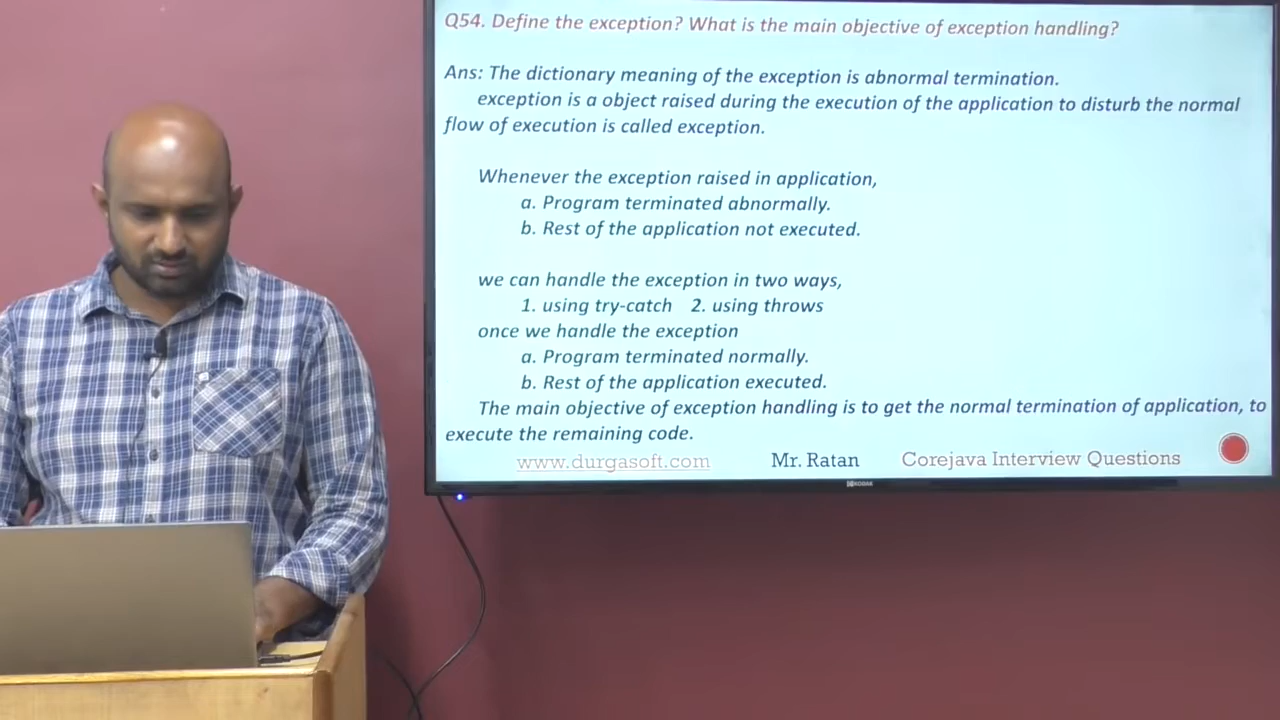 Q54. Define the exception? What is the main objective of exception handling?
Ans: The dictionary meaning of the exception is abnormal termination.
exception is a object raised during the execution of the application to disturb the normal
flow of execution is called exception.
Whenever the exception raised in application,
a. Program terminated abnormally.
b. Rest of the application not executed.
we can handle the exception in two ways,
1. using try-catch 2. using throws
once we handle the exception
a. Program terminated normally.
b. Rest of the application executed.
The main objective of exception handling is to get the normal termination of application, to
execute the remaining code.
www.durgasoft.com Mr. Ratan Corejava Interview Questions
KODAK